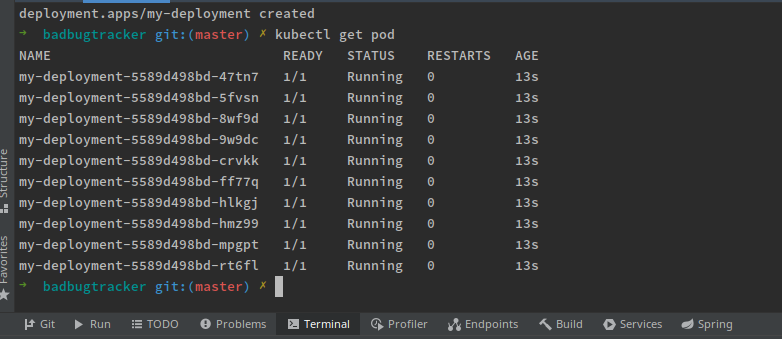 deployment.apps/my-deployment created
➜  badbugtracker git:(master) ✗ kubectl get pod
NAME                             READY   STATUS    RESTARTS   AGE
my-deployment-5589d498bd-47tn7   1/1     Running   0          13s
my-deployment-5589d498bd-5fvsn   1/1     Running   0          13s
my-deployment-5589d498bd-8wf9d   1/1     Running   0          13s
my-deployment-5589d498bd-9w9dc   1/1     Running   0          13s
my-deployment-5589d498bd-crvkk   1/1     Running   0          13s
my-deployment-5589d498bd-ff77q   1/1     Running   0          13s
my-deployment-5589d498bd-hlkgj   1/1     Running   0          13s
my-deployment-5589d498bd-hmz99   1/1     Running   0          13s
my-deployment-5589d498bd-mpgpt   1/1     Running   0          13s
my-deployment-5589d498bd-rt6fl   1/1     Running   0          13s
➜  badbugtracker git:(master) ✗
Structure
Favorites
Git Run TODO Problems Terminal Profiler Endpoints Build Services Spring